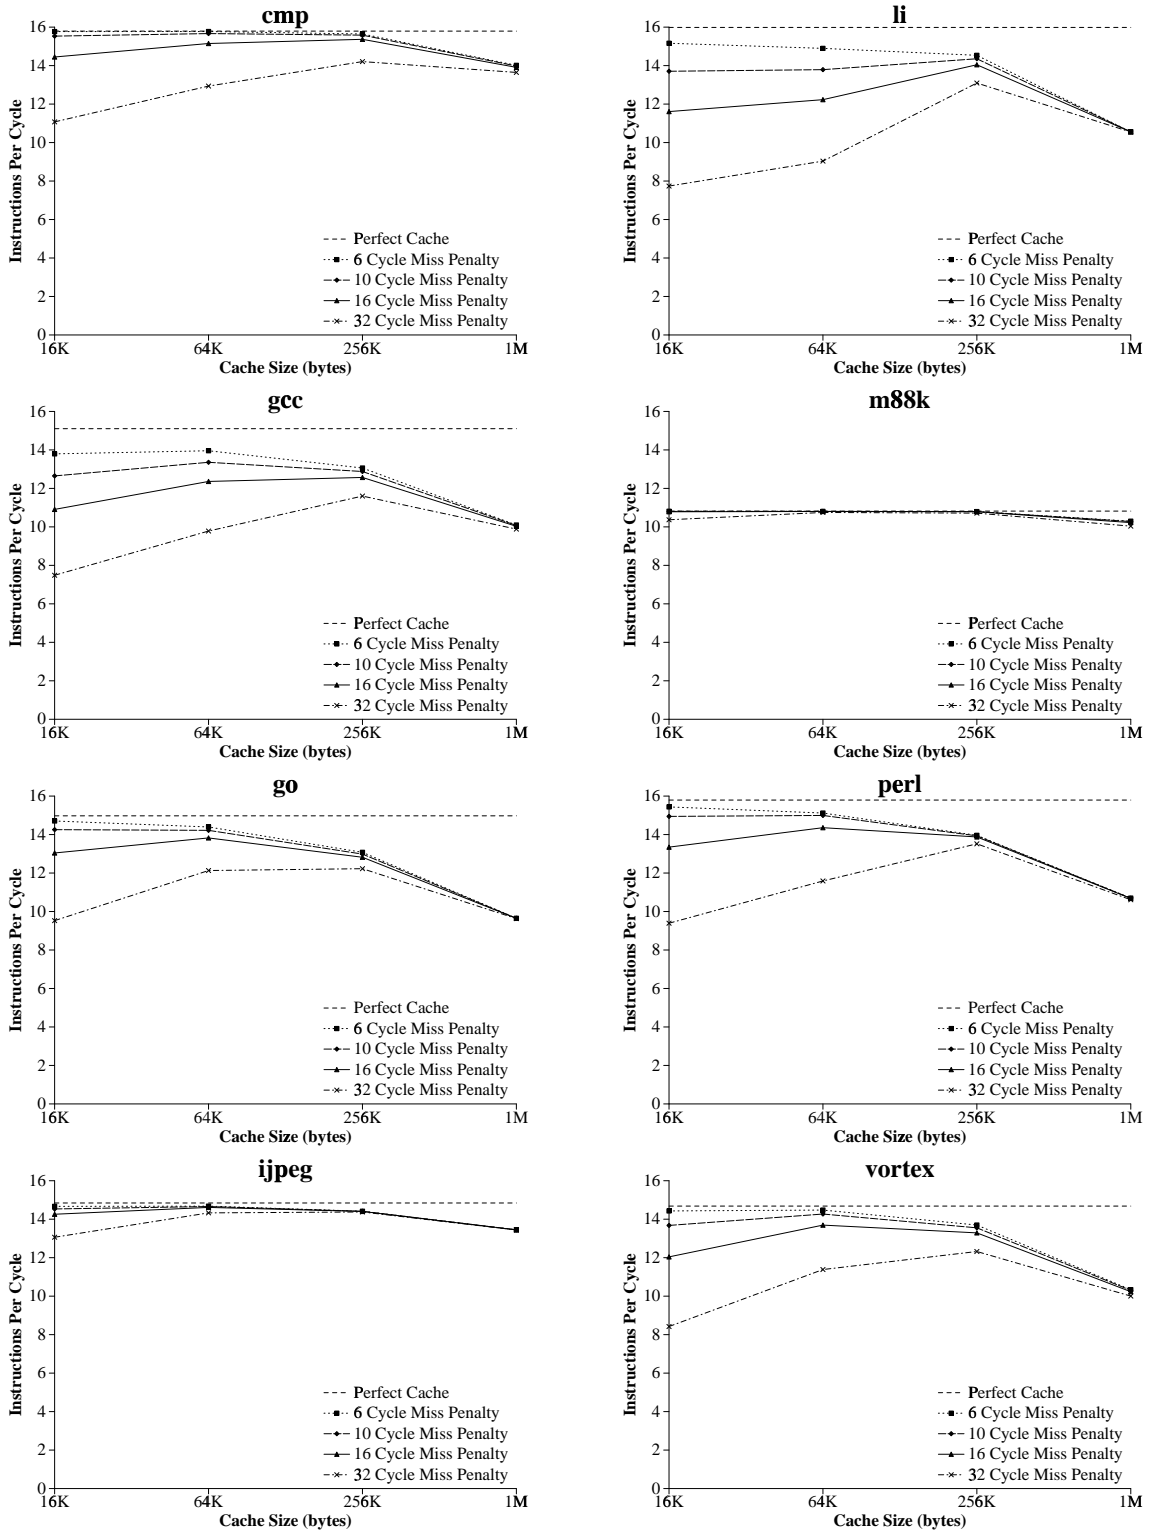 cmp
Instructions Per Cycle
16
14
12
10
8
6
4
2
0
Perfect Cache
6 Cycle Miss Penalty
10 Cycle Miss Penalty
16 Cycle Miss Penalty
32 Cycle Miss Penalty
16K 64K 256K 1M
Cache Size (bytes)
li
Instructions Per Cycle
16
14
12
10
8
6
4
2
0
Perfect Cache
6 Cycle Miss Penalty
10 Cycle Miss Penalty
16 Cycle Miss Penalty
32 Cycle Miss Penalty
16K 64K 256K 1M
Cache Size (bytes)
gcc
Instructions Per Cycle
16
14
12
10
8
6
4
2
0
Perfect Cache
6 Cycle Miss Penalty
10 Cycle Miss Penalty
16 Cycle Miss Penalty
32 Cycle Miss Penalty
16K 64K 256K 1M
Cache Size (bytes)
m88k
Instructions Per Cycle
16
14
12
10
8
6
4
2
0
Perfect Cache
6 Cycle Miss Penalty
10 Cycle Miss Penalty
16 Cycle Miss Penalty
32 Cycle Miss Penalty
16K 64K 256K 1M
Cache Size (bytes)
go
Instructions Per Cycle
16
14
12
10
8
6
4
2
0
Perfect Cache
6 Cycle Miss Penalty
10 Cycle Miss Penalty
16 Cycle Miss Penalty
32 Cycle Miss Penalty
16K 64K 256K 1M
Cache Size (bytes)
perl
Instructions Per Cycle
16
14
12
10
8
6
4
2
0
Perfect Cache
6 Cycle Miss Penalty
10 Cycle Miss Penalty
16 Cycle Miss Penalty
32 Cycle Miss Penalty
16K 64K 256K 1M
Cache Size (bytes)
ijpeg
Instructions Per Cycle
16
14
12
10
8
6
4
2
0
Perfect Cache
6 Cycle Miss Penalty
10 Cycle Miss Penalty
16 Cycle Miss Penalty
32 Cycle Miss Penalty
16K 64K 256K 1M
Cache Size (bytes)
vortex
Instructions Per Cycle
16
14
12
10
8
6
4
2
0
Perfect Cache
6 Cycle Miss Penalty
10 Cycle Miss Penalty
16 Cycle Miss Penalty
32 Cycle Miss Penalty
16K 64K 256K 1M
Cache Size (bytes)